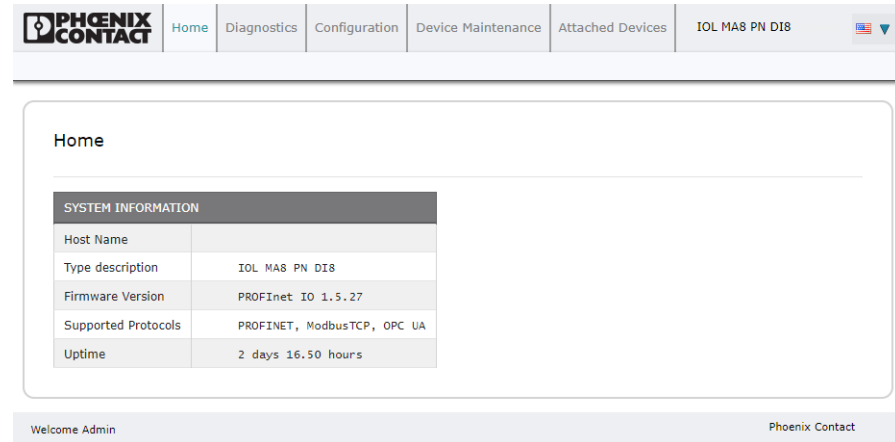 PHŒNIX
CONTACT
Home Diagnostics Configuration Device Maintenance Attached Devices IOL MA8 PN DI8
Home
SYSTEM INFORMATION
Host Name
Type description IOL MA8 PN DI8
Firmware Version PROFInet IO 1.5.27
Supported Protocols PROFINET, ModbusTCP, OPC UA
Uptime 2 days 16.50 hours
Welcome Admin Phoenix Contact